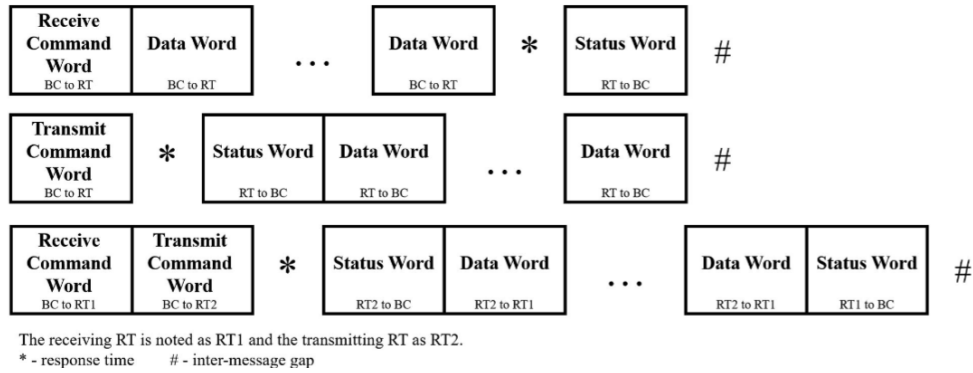 Receive
Command
Word
BC to RT
Data Word
BC to RT
...
Data Word
BC to RT
*
Status Word
RT to BC
#
Transmit
Command
Word
BC to RT
*
Status Word
RT to BC
Data Word
RT to BC
...
Data Word
RT to BC
#
Receive
Command
Word
BC to RT1
Transmit
Command
Word
BC to RT2
*
Status Word
RT2 to BC
Data Word
RT2 to RT1
...
Data Word
RT2 to RT1
Status Word
RT1 to BC
#
The receiving RT is noted as RT1 and the transmitting RT as RT2.
* - response time # - inter-message gap